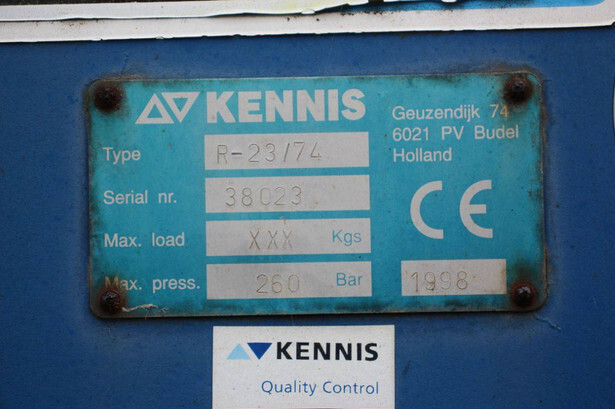 KENNIS
Geuzendijk 74
6021 PV Budel
Holland
Type R-23/74
Serial nr. 38023
Max. load XXX Kgs
Max. press. 260 Bar
CE
1998
KENNIS
Quality Control